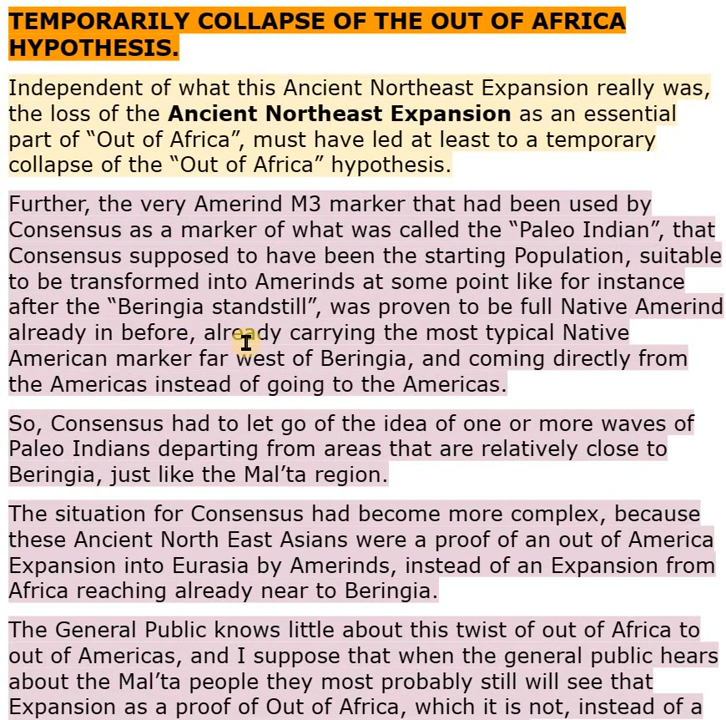 TEMPORARILY COLLAPSE OF THE OUT OF AFRICA
HYPOTHESIS.
Independent of what this Ancient Northeast Expansion really was,
the loss of the Ancient Northeast Expansion as an essential
part of “Out of Africa”, must have led at least to a temporary
collapse of the “Out of Africa” hypothesis.
Further, the very Amerind M3 marker that had been used by
Consensus as a marker of what was called the “Paleo Indian”, that
Consensus supposed to have been the starting Population, suitable
to be transformed into Amerinds at some point like for instance
after the “Beringia standstill”, was proven to be full Native Amerind
already in before, already carrying the most typical Native
American marker far west of Beringia, and coming directly from
the Americas instead of going to the Americas.
So, Consensus had to let go of the idea of one or more waves of
Paleo Indians departing from areas that are relatively close to
Beringia, just like the Mal’ta region.
The situation for Consensus had become more complex, because
these Ancient North East Asians were a proof of an out of America
Expansion into Eurasia by Amerinds, instead of an Expansion from
Africa reaching already near to Beringia.
The General Public knows little about this twist of out of Africa to
out of Americas, and I suppose that when the general public hears
about the Mal’ta people they most probably still will see that
Expansion as a proof of Out of Africa, which it is not, instead of a